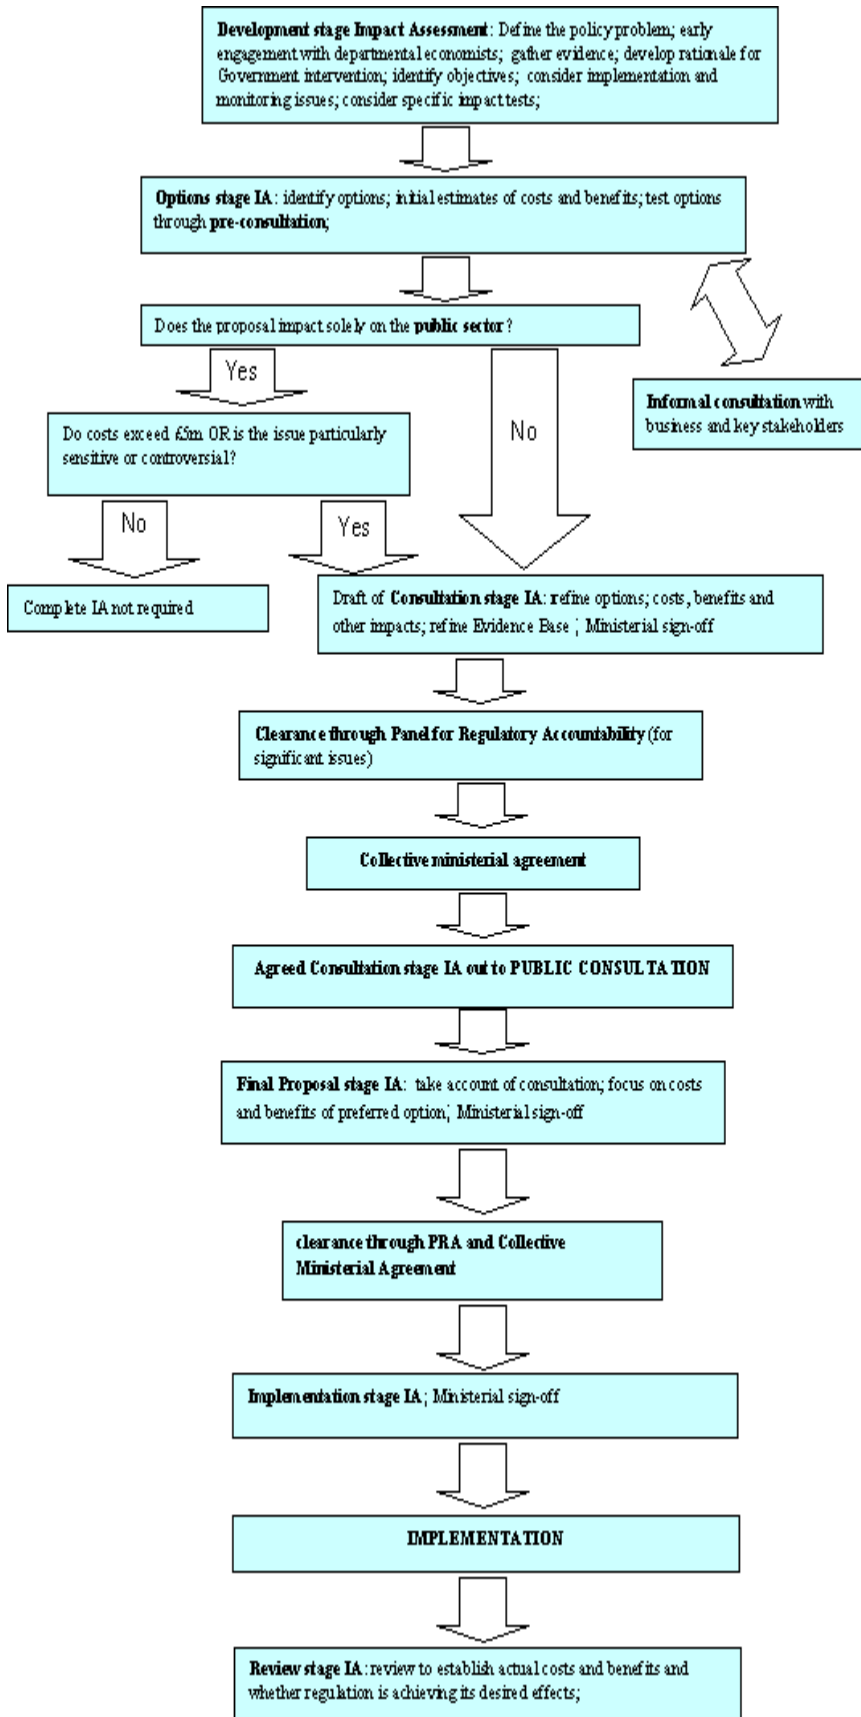 Development stage Impact Assessment: Define the policy problem; early
engagement with departmental economists; gather evidence; develop rationale for
Government intervention; identify objectives; consider implementation and
monitoring issues; consider specific impact tests;
Options stage IA: identify options; initial estimates of costs and benefits; test options
through pre-consultation;
Does the proposal impact solely on the public sector?
Yes
No
Informal consultation with
business and key stakeholders
Do costs exceed £5m OR is the issue particularly
sensitive or controversial?
No
Yes
Complete IA not required
Draft of Consultation stage IA: refine options; costs, benefits and
other impacts; refine Evidence Base ; Ministerial sign-off
Clearance through Panel for Regulatory Accountability (for
significant issues)
Collective ministerial agreement
Agreed Consultation stage IA out to PUBLIC CONSULTATION
Final Proposal stage IA: take account of consultation; focus on costs
and benefits of preferred option; Ministerial sign-off
clearance through PRA and Collective
Ministerial Agreement
Implementation stage IA; Ministerial sign-off
IMPLEMENTATION
Review stage IA: review to establish actual costs and benefits and
whether regulation is achieving its desired effects;